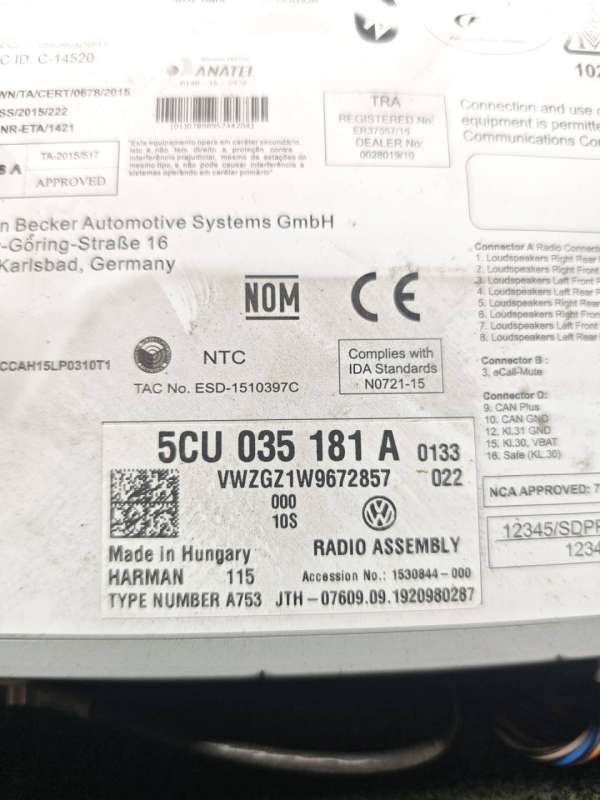 C ID: C-14520
WN/TA/CERT/0678/2015
SS/2015/222
NR-ETA/1421
S A
TA-2015/517
APPROVED
ANATEL
"Este equipamento opera em caráter secundário,
isto é, não tem direito a proteção contra
interferência prejudicial, mesmo de estações do
mesmo tipo, e não pode causar interferência a
sistemas operando em caráter primário"
TRA
REGISTERED No:
ER37557/15
DEALER No:
0028019/10
102
Connection and use of
equipment is permitte
Communications Co
n Becker Automotive Systems GmbH
r-Göring-Straße 16
Karlsbad, Germany
NOM
CE
Connector A Radio Connecto
1. Loudspeakers Right Rear
2. Loudspeakers Right Front
3. Loudspeakers Left Front
4. Loudspeakers Left Rear
5. Loudspeakers Right Rear
6. Loudspeakers Right Front
7. Loudspeakers Left Front
8. Loudspeakers Left Rear
Connector B :
3. eCall-Mute
Connector D:
9. CAN Plus
10. CAN GND
12. Kl.31 GND
15. Kl.30, VBAT
16. Safe (KL.30)
CCAH15LP0310T1
NTC
TAC No. ESD-1510397C
Complies with
IDA Standards
N0721-15
NCA APPROVED: 7
12345/SDPP
1234
5CU 035 181 A 0133
VWZGZ1W9672857 022
000
10S
Made in Hungary
RADIO ASSEMBLY
HARMAN 115
Accession No.: 1530844-000
TYPE NUMBER A753
JTH-07609.09.1920980287